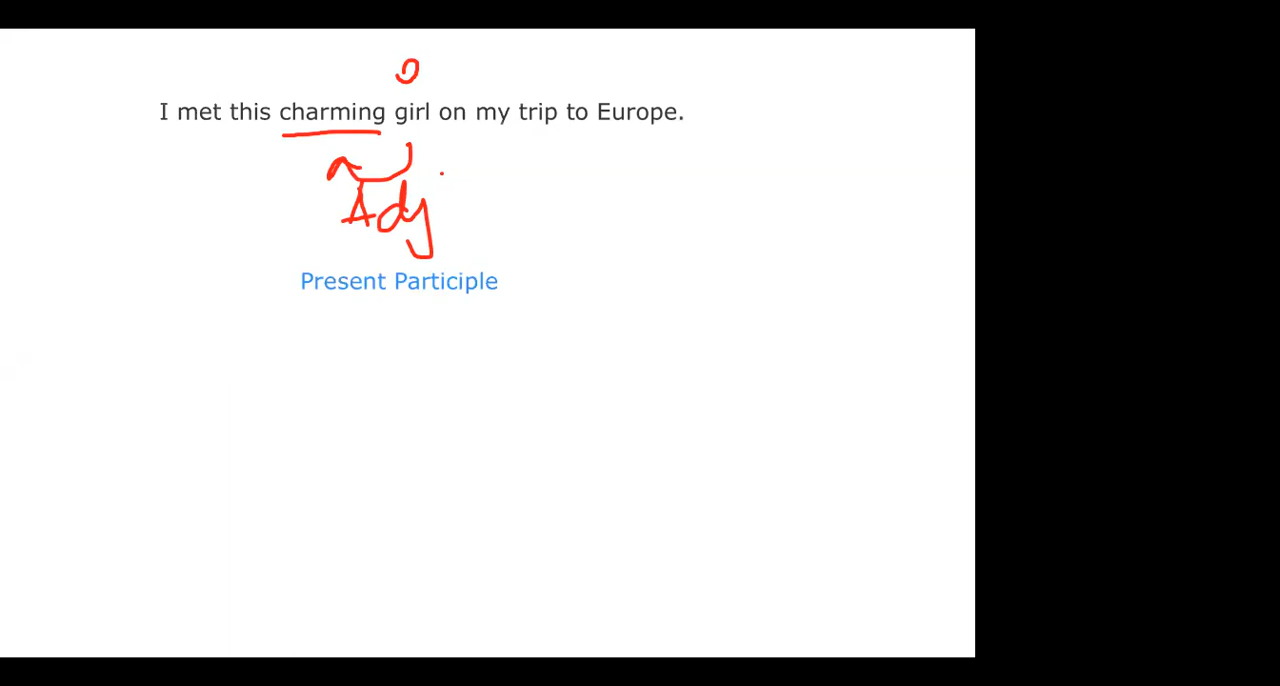 O
I met this charming girl on my trip to Europe.
Adj
Present Participle